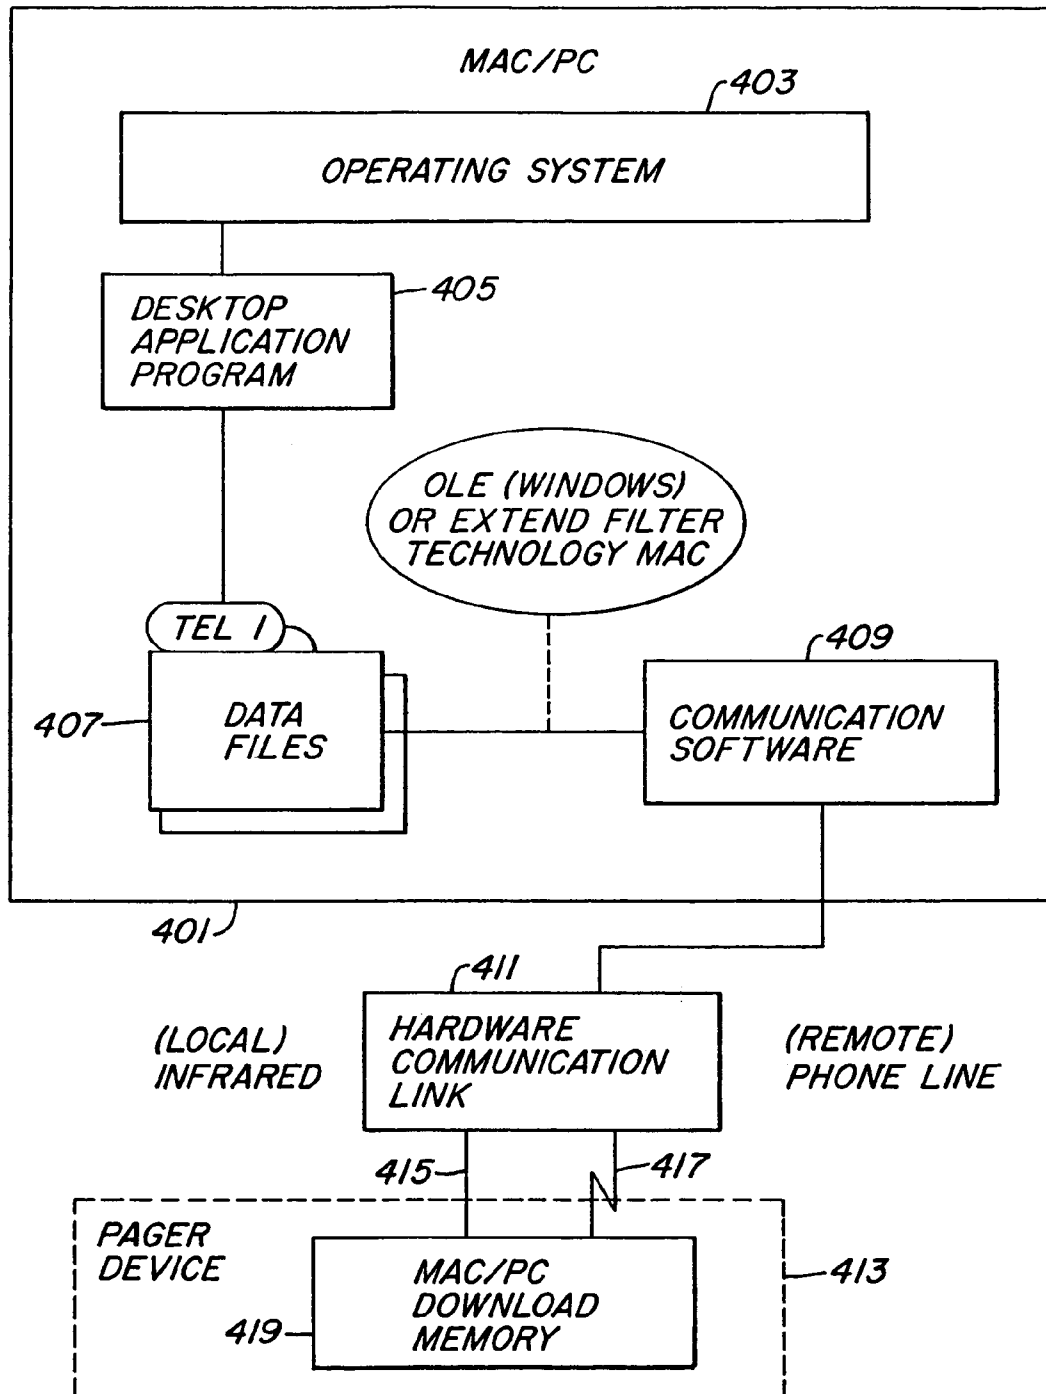 MAC/PC
403
OPERATING SYSTEM
405
DESKTOP
APPLICATION
PROGRAM
OLE (WINDOWS)
OR EXTEND FILTER
TECHNOLOGY MAC
TEL 1
409
407
DATA
FILES
COMMUNICATION
SOFTWARE
401
411
(LOCAL)
INFRARED
HARDWARE
COMMUNICATION
LINK
(REMOTE)
PHONE LINE
415
417
PAGER
DEVICE
413
MAC/PC
DOWNLOAD
MEMORY
419